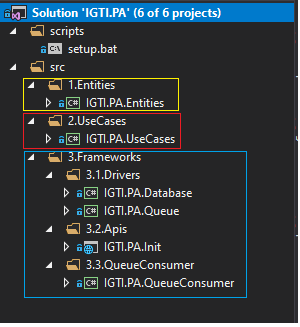 Solution 'IGTI.PA' (6 of 6 projects)
scripts
C:\ setup.bat
src
1.Entities
C# IGTI.PA.Entities
2.UseCases
C# IGTI.PA.UseCases
3.Frameworks
3.1.Drivers
C# IGTI.PA.Database
C# IGTI.PA.Queue
3.2.Apis
IGTI.PA.Init
3.3.QueueConsumer
C# IGTI.PA.QueueConsumer